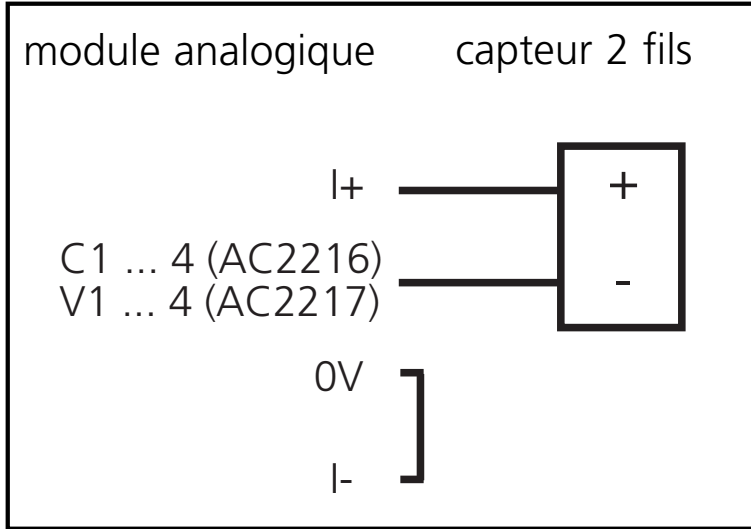 module analogique capteur 2 fils
I+ +
C1 ... 4 (AC2216)
V1 ... 4 (AC2217) -
0V
I-